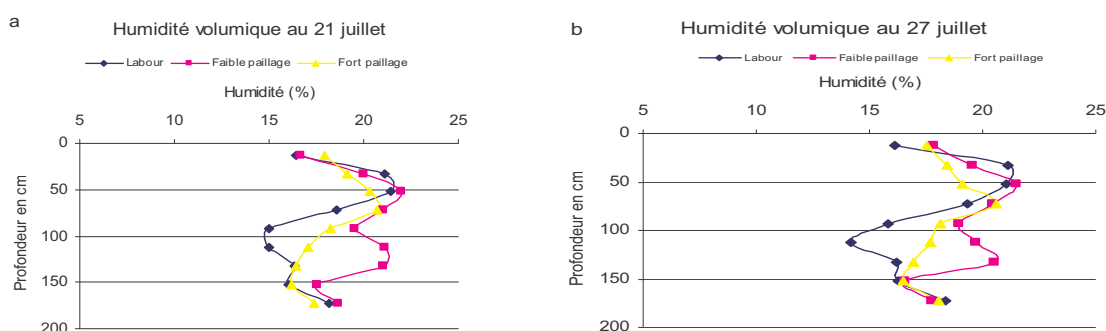 a
Humidité volumique au 21 juillet
Labour Faible paillage Fort paillage
Humidité (%)
5 10 15 20 25
0
50
100
150
200
Profondeur en cm
b
Humidité volumique au 27 juillet
Labour Faible paillage Fort paillage
Humidité (%)
5 10 15 20 25
0
50
100
150
200
Profondeur en cm